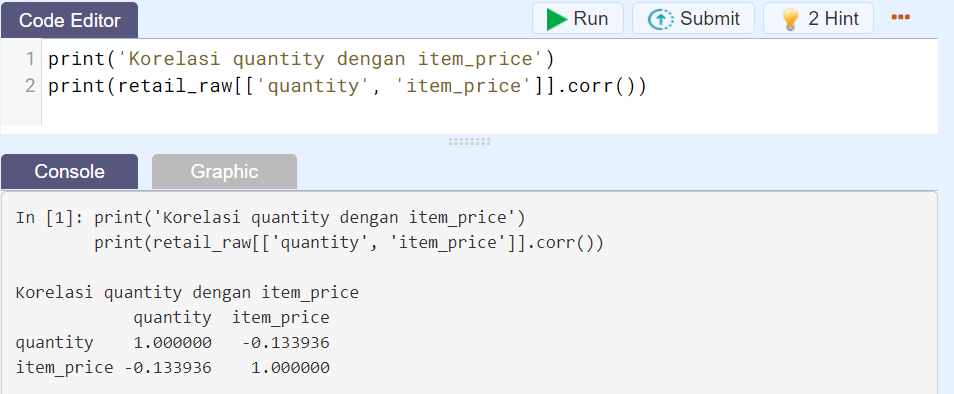 Code Editor
Run
Submit
2 Hint
1 print('Korelasi quantity dengan item_price')
2 print(retail_raw[['quantity', 'item_price']].corr())
Console
Graphic
In [1]: print('Korelasi quantity dengan item_price')
print(retail_raw[['quantity', 'item_price']].corr())
Korelasi quantity dengan item_price
quantity item_price
quantity 1.000000 -0.133936
item_price -0.133936 1.000000